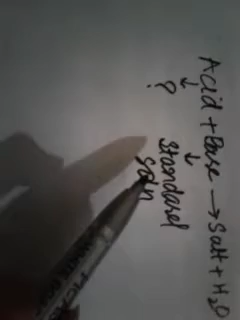 Acid + Base → Salt + H₂O
↓ ↓
? Standard
Soln